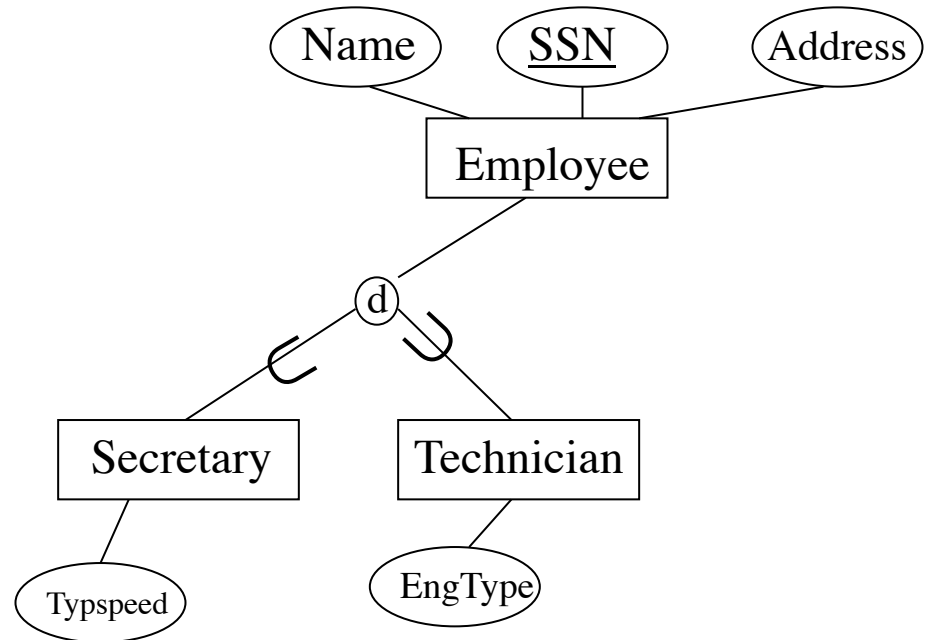 Name
SSN
Address
Employee
d
Secretary
Technician
Typspeed
EngType